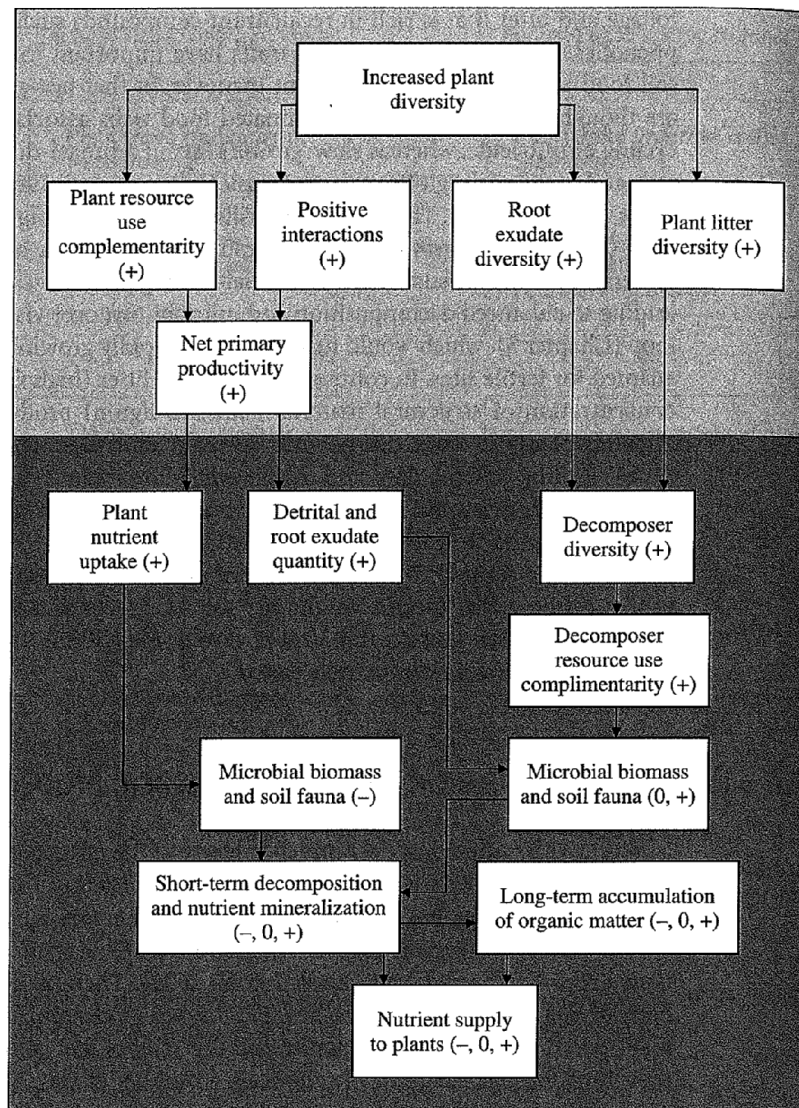 Increased plant
diversity
Plant resource
use
complementarity
(+)
Positive
interactions
(+)
Root
exudate
diversity (+)
Plant litter
diversity (+)
Net primary
productivity
(+)
Plant
nutrient
uptake (+)
Detrital and
root exudate
quantity (+)
Decomposer
diversity (+)
Decomposer
resource use
complimentarity (+)
Microbial biomass
and soil fauna (–)
Microbial biomass
and soil fauna (0, +)
Short-term decomposition
and nutrient mineralization
(–, 0, +)
Long-term accumulation
of organic matter (–, 0, +)
Nutrient supply
to plants (–, 0, +)